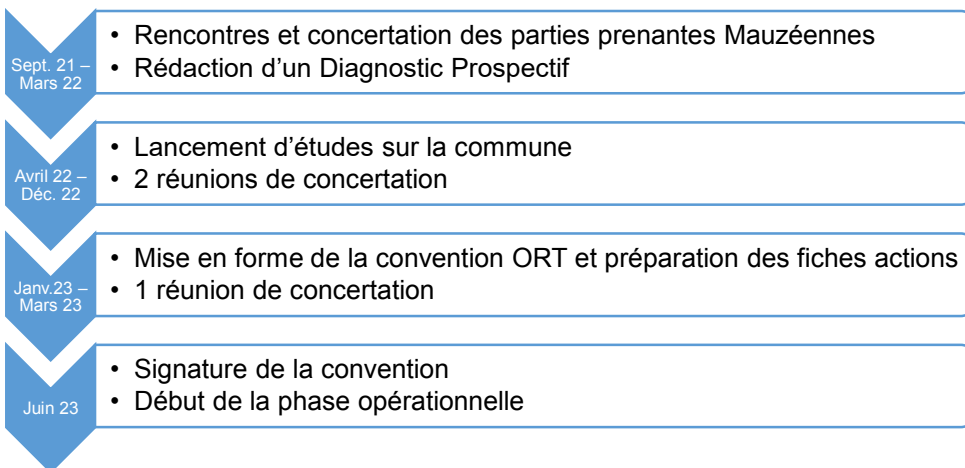 Sept. 21 –
Mars 22
• Rencontres et concertation des parties prenantes Mauzéennes
• Rédaction d’un Diagnostic Prospectif
Avril 22 –
Déc. 22
• Lancement d’études sur la commune
• 2 réunions de concertation
Janv.23 –
Mars 23
• Mise en forme de la convention ORT et préparation des fiches actions
• 1 réunion de concertation
Juin 23
• Signature de la convention
• Début de la phase opérationnelle